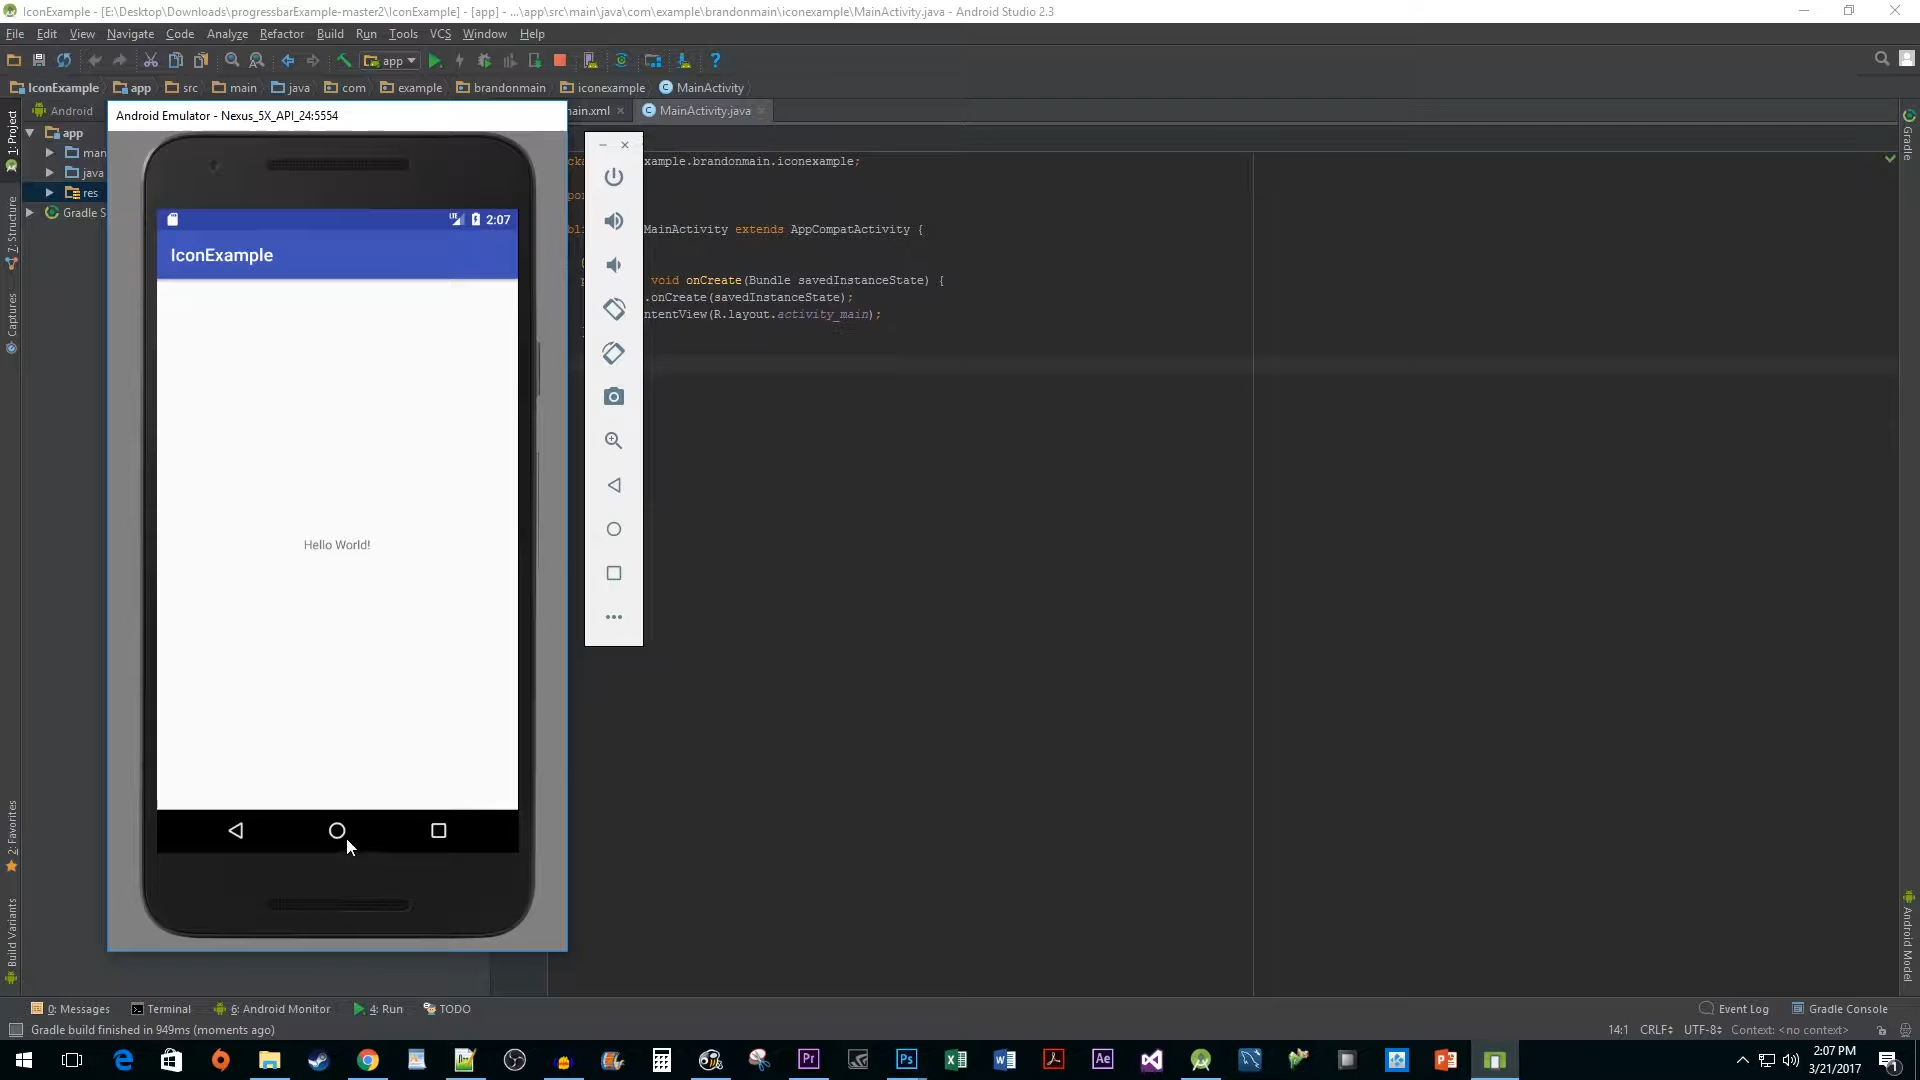 IconExample - [E:\Desktop\Downloads\progressbarExample-master2\IconExample] - [app] - ...\app\src\main\java\com\example\brandonmain\iconexample\MainActivity.java - Android Studio 2.3
File Edit View Navigate Code Analyze Refactor Build Run Tools VCS Window Help
app
IconExample app src main java com example brandonmain iconexample MainActivity
Android
main.xml MainActivity.java
Android Emulator - Nexus_5X_API_24:5554
app
man
java
res
Gradle S
1: Project
7: Structure
Captures
2: Favorites
Build Variants
LTE 2:07
IconExample
Hello World!
xample.brandonmain.iconexample;
MainActivity extends AppCompatActivity {
void onCreate(Bundle savedInstanceState) {
.onCreate(savedInstanceState);
ntentView(R.layout.activity_main);
Gradle
Android Model
0: Messages Terminal 6: Android Monitor 4: Run TODO Event Log Gradle Console
Gradle build finished in 949ms (moments ago) 14:1 CRLF UTF-8 Context: <no context>
Pr Ps Ae
2:07 PM
3/21/2017
1